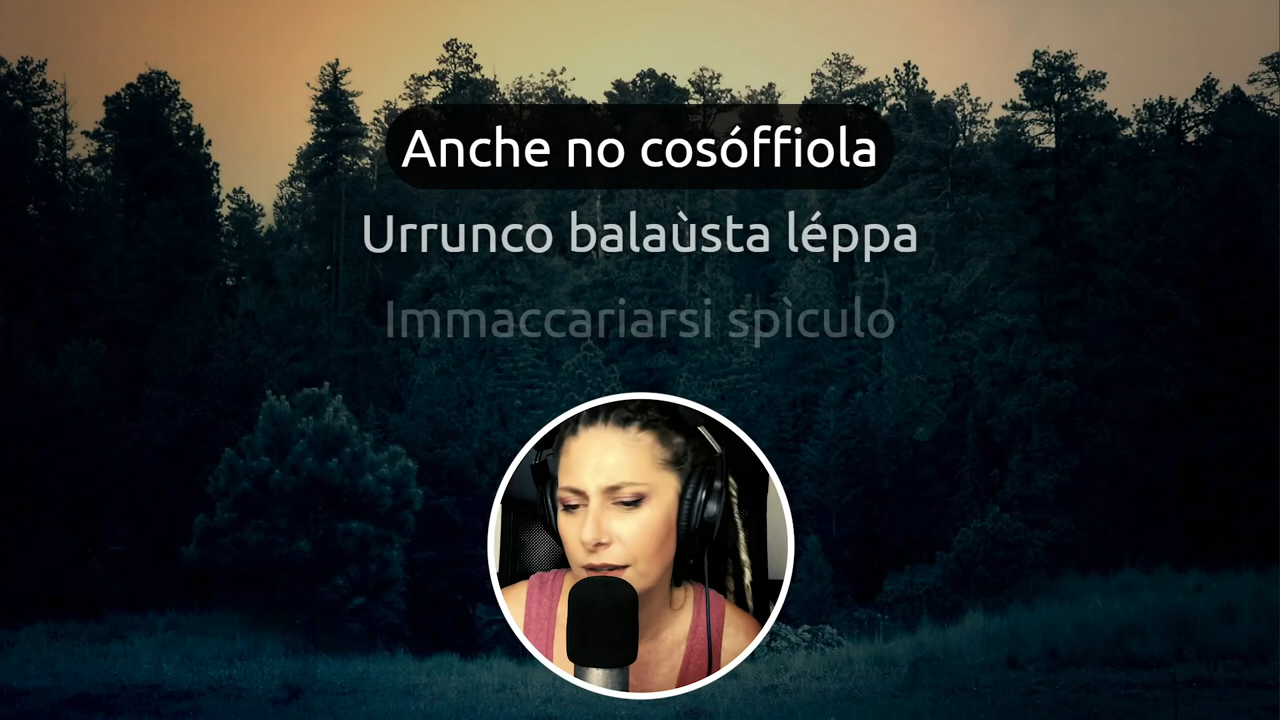 Anche no cosóffiola
Urrunco balaùsta léppa
Immaccariarsi spìculo